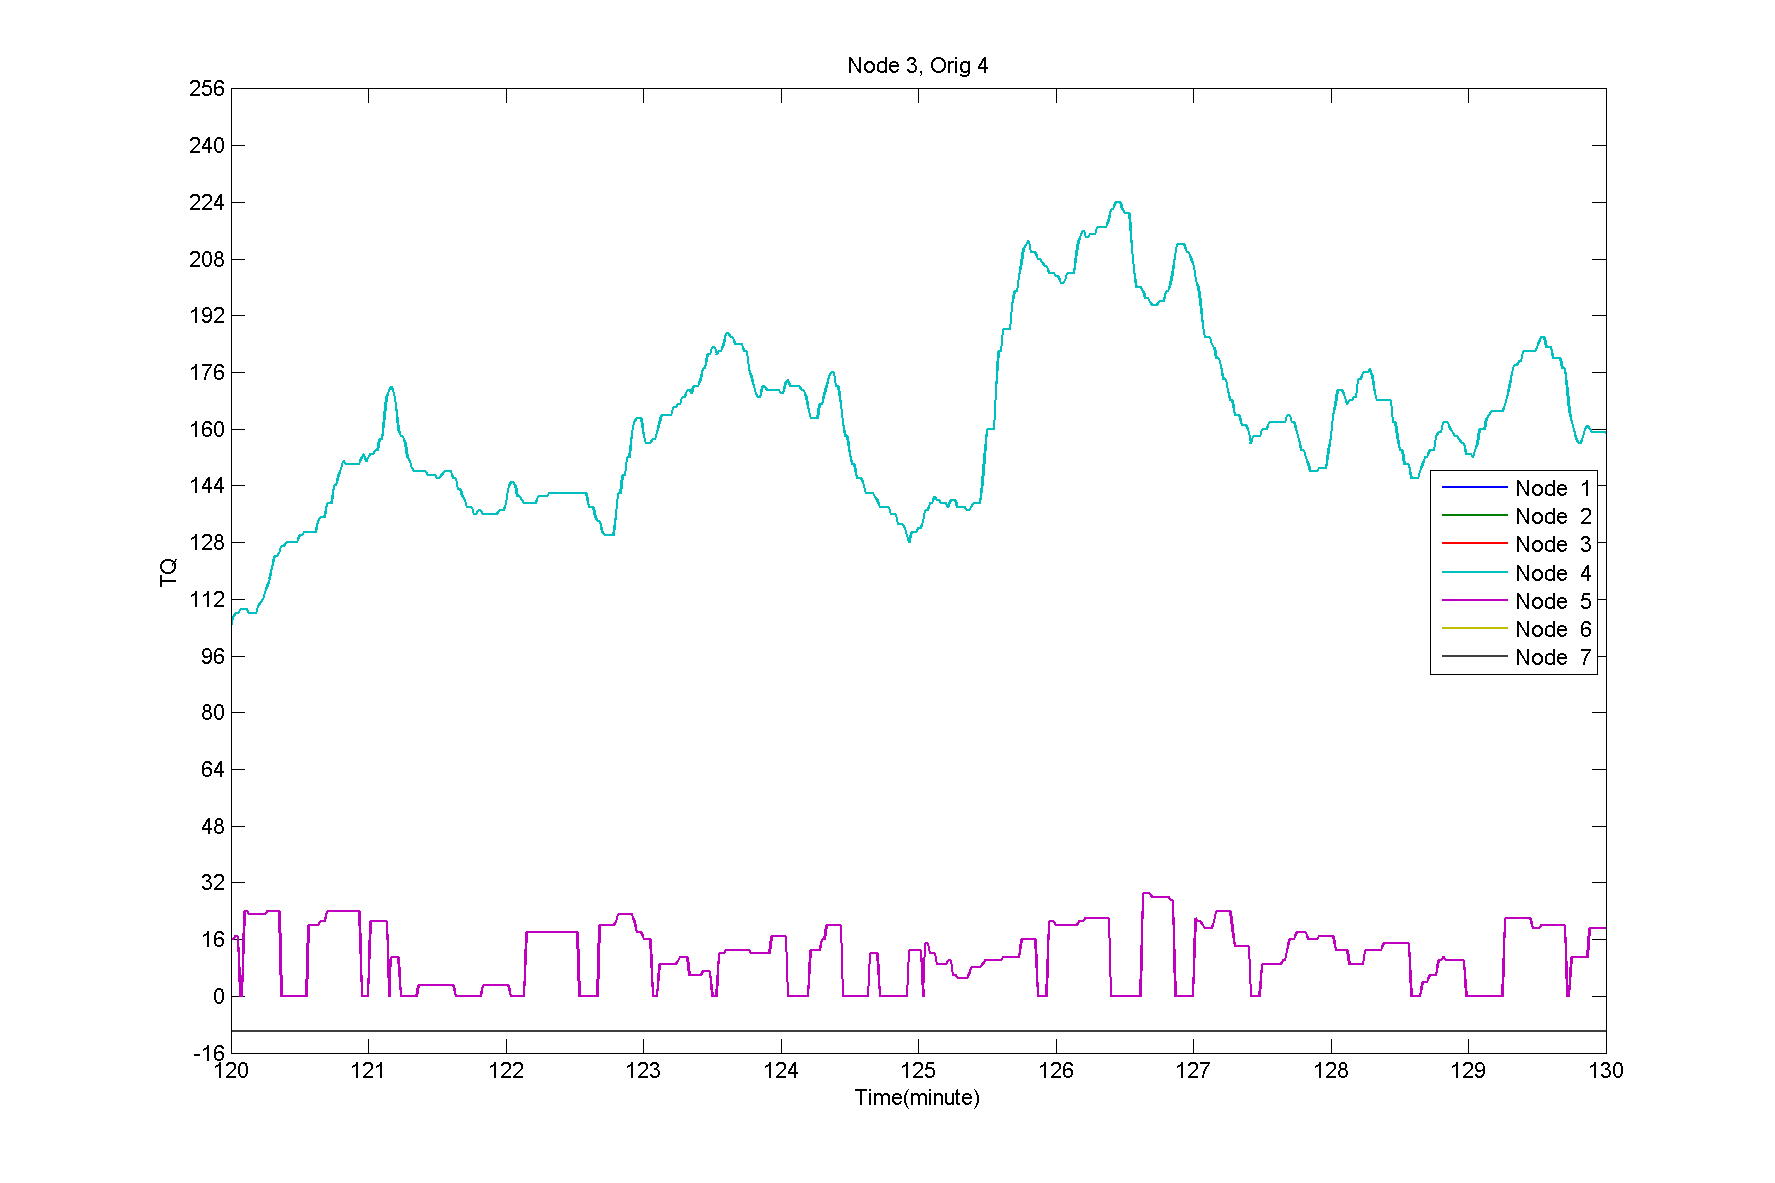 Node 3, Orig 4
256
240
224
208
192
176
160
144
128
112
96
80
64
48
32
16
0
-16
TQ
Node 1
Node 2
Node 3
Node 4
Node 5
Node 6
Node 7
120 121 122 123 124 125 126 127 128 129 130
Time(minute)